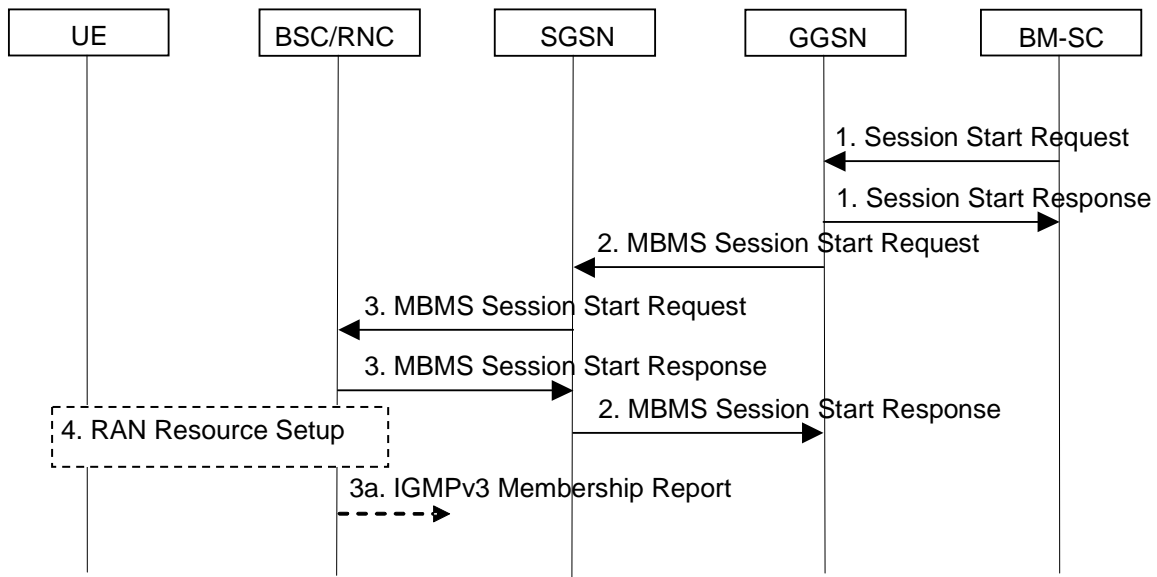 UE
BSC/RNC
SGSN
GGSN
BM-SC
1. Session Start Request
1. Session Start Response
2. MBMS Session Start Request
3. MBMS Session Start Request
3. MBMS Session Start Response
2. MBMS Session Start Response
4. RAN Resource Setup
3a. IGMPv3 Membership Report